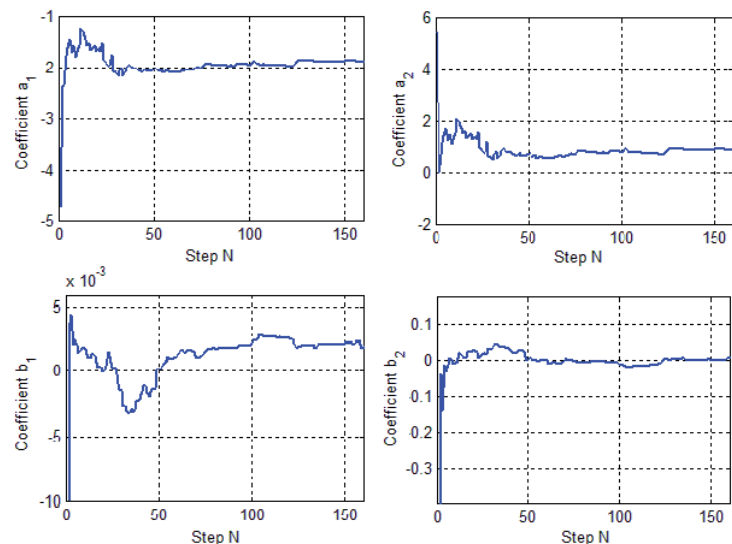 -1
2
-3
-4
-5
Coefficient a1
0 50 100 150
Step N
6
4
2
0
-2
Coefficient a2
0 50 100 150
Step N
x 10-3
5
0
-5
-10
Coefficient b1
0 50 100 150
Step N
0.1
0
0.1
0.2
-0.3
Coefficient b2
0 50 100 150
Step N